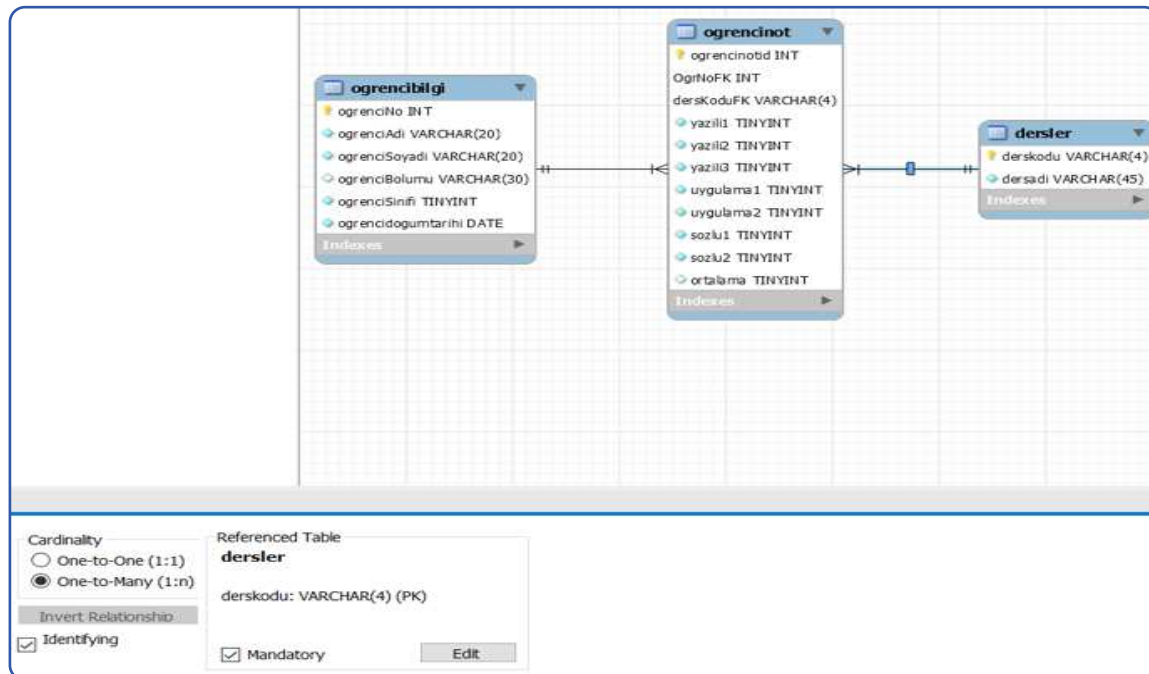 ogrencibilgi
ogrenciNo INT
ogrenciAdi VARCHAR(20)
ogrenciSoyadi VARCHAR(20)
ogrenciBolumu VARCHAR(30)
ogrenciSinifi TINYINT
ogrencidogumtarihi DATE
Indexes
ogrencinot
ogrencinotid INT
OgrNoFK INT
dersKoduFK VARCHAR(4)
yazili1 TINYINT
yazili2 TINYINT
yazili3 TINYINT
uygulama1 TINYINT
uygulama2 TINYINT
sozlu1 TINYINT
sozlu2 TINYINT
ortalama TINYINT
Indexes
dersler
derskodu VARCHAR(4)
dersadi VARCHAR(45)
Indexes
Cardinality
One-to-One (1:1)
One-to-Many (1:n)
Invert Relationship
Identifying
Referenced Table
dersler
derskodu: VARCHAR(4) (PK)
Mandatory
Edit